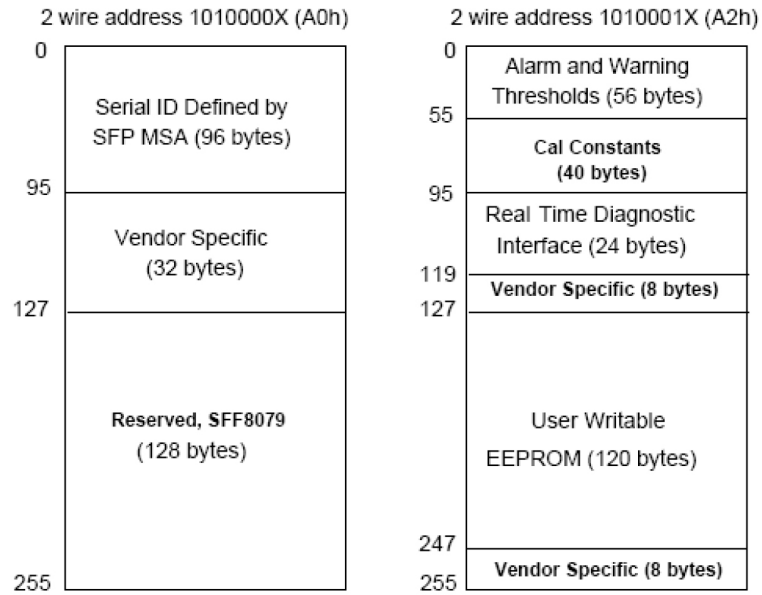 2 wire address 1010000X (A0h)
0
Serial ID Defined by
SFP MSA (96 bytes)
95
Vendor Specific
(32 bytes)
127
Reserved, SFF8079
(128 bytes)
255
2 wire address 1010001X (A2h)
0
Alarm and Warning
Thresholds (56 bytes)
55
Cal Constants
(40 bytes)
95
Real Time Diagnostic
Interface (24 bytes)
119
Vendor Specific (8 bytes)
127
User Writable
EEPROM (120 bytes)
247
Vendor Specific (8 bytes)
255